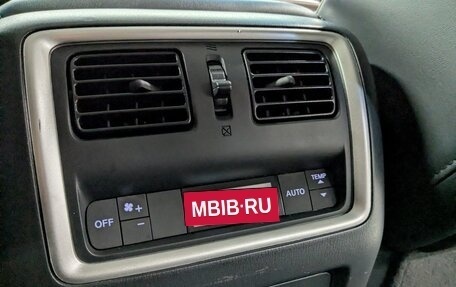 TEMP
OFF
+
−
MBIB·RU
AUTO